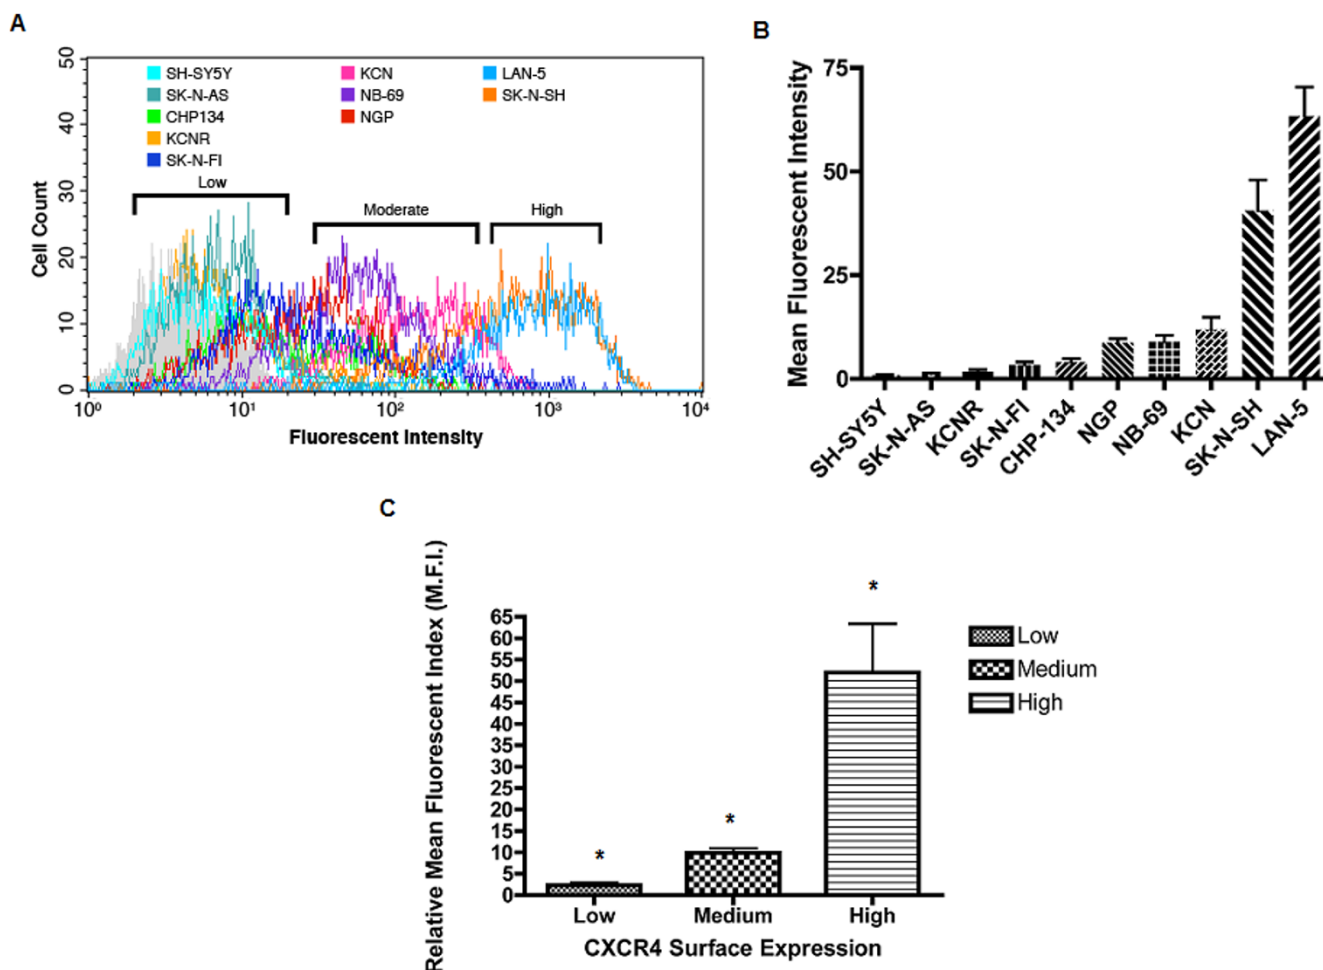 A
50
40
30
20
10
0
Cell Count
SH-SY5Y
SK-N-AS
CHP134
KCNR
SK-N-FI
KCN
NB-69
NGP
LAN-5
SK-N-SH
Low
Moderate
High
10⁰
10¹
10²
10³
10⁴
Fluorescent Intensity
B
75
50
25
0
Mean Fluorescent Intensity
SH-SY5Y
SK-N-AS
KCNR
SK-N-FI
CHP-134
NGP
NB-69
KCN
SK-N-SH
LAN-5
C
Relative Mean Fluorescent Index (M.F.I.)
65
60
55
50
45
40
35
30
25
20
15
10
5
0
*
*
*
Low
Medium
High
CXCR4 Surface Expression
Low
Medium
High